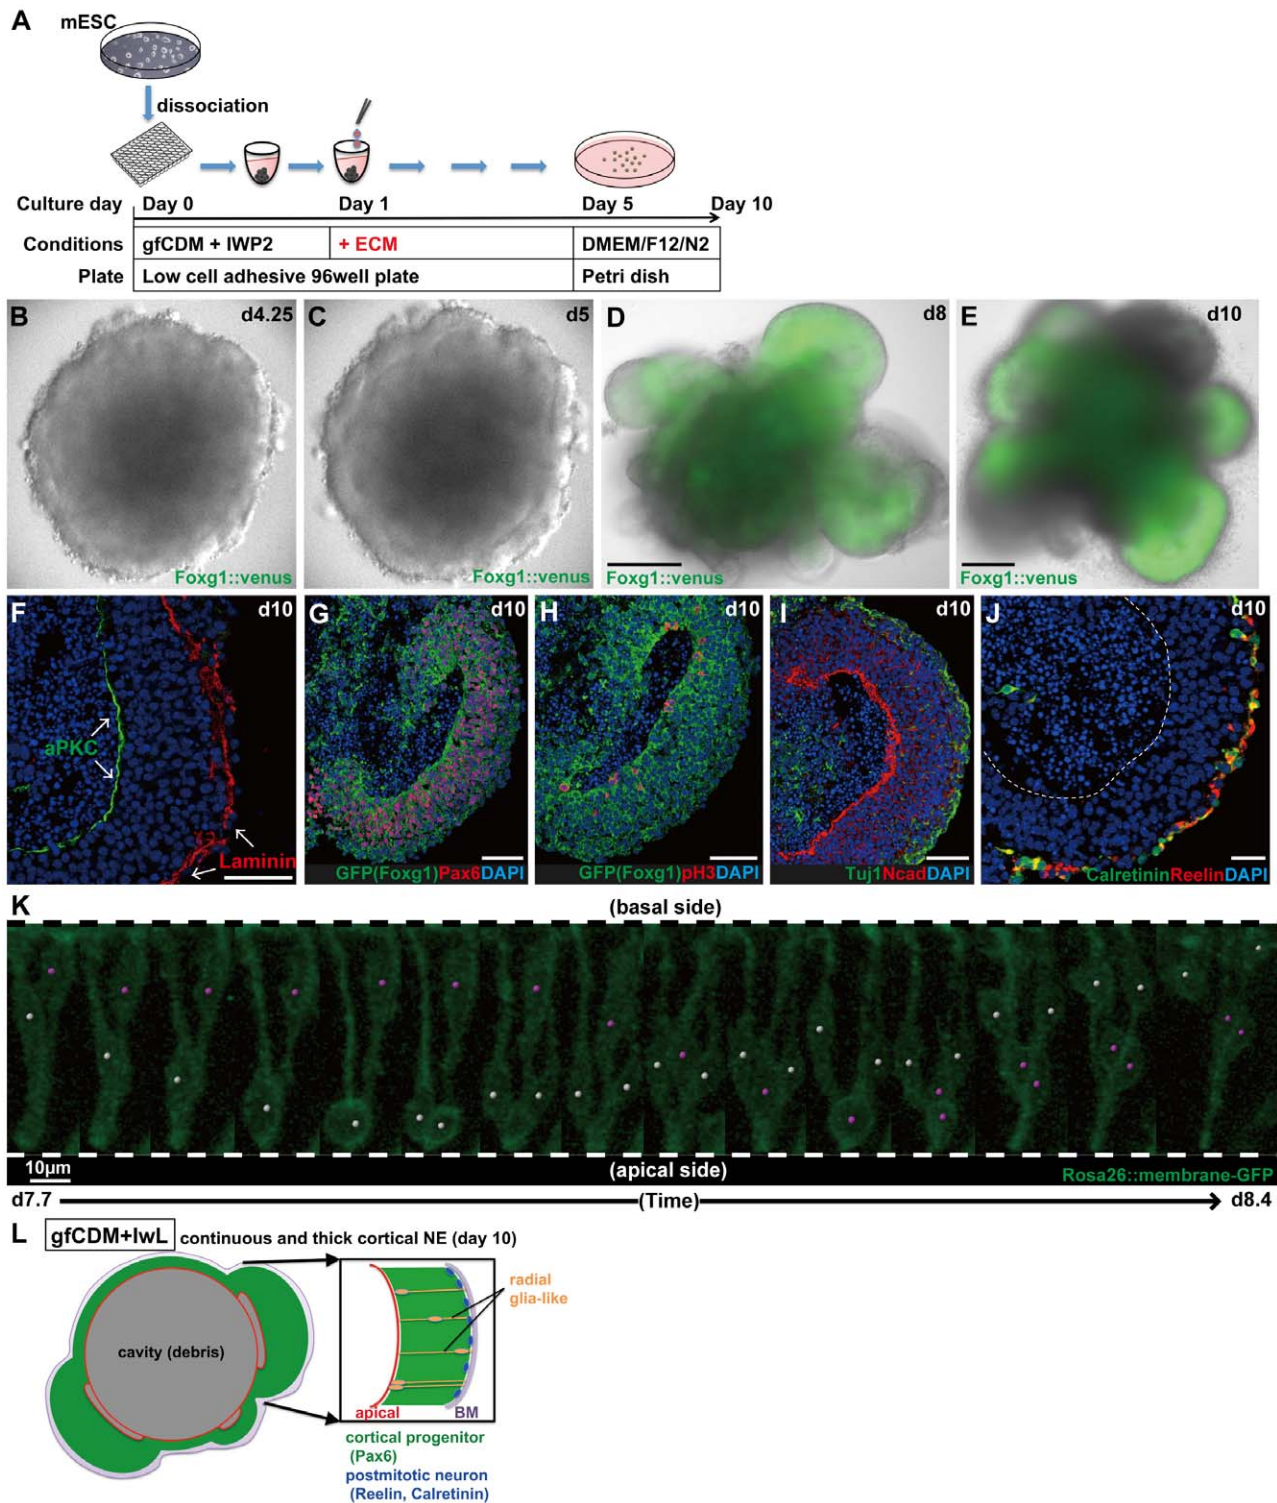 A
mESC
dissociation
Culture day Day 0 Day 1 Day 5 Day 10
Conditions gfCDM + IWP2 + ECM DMEM/F12/N2
Plate Low cell adhesive 96well plate Petri dish
B d4.25 C d5 D d8 E d10
Foxg1::venus Foxg1::venus Foxg1::venus Foxg1::venus
F d10 G d10 H d10 I d10 J d10
aPKC
Laminin
GFP(Foxg1)Pax6DAPI GFP(Foxg1)pH3DAPI Tuj1NcadDAPI CalretininReelinDAPI
K (basal side)
10μm (apical side) Rosa26::membrane-GFP
d7.7 (Time) d8.4
L gfCDM+IwL continuous and thick cortical NE (day 10)
radial
glia-like
cavity (debris)
apical BM
cortical progenitor
(Pax6)
postmitotic neuron
(Reelin, Calretinin)